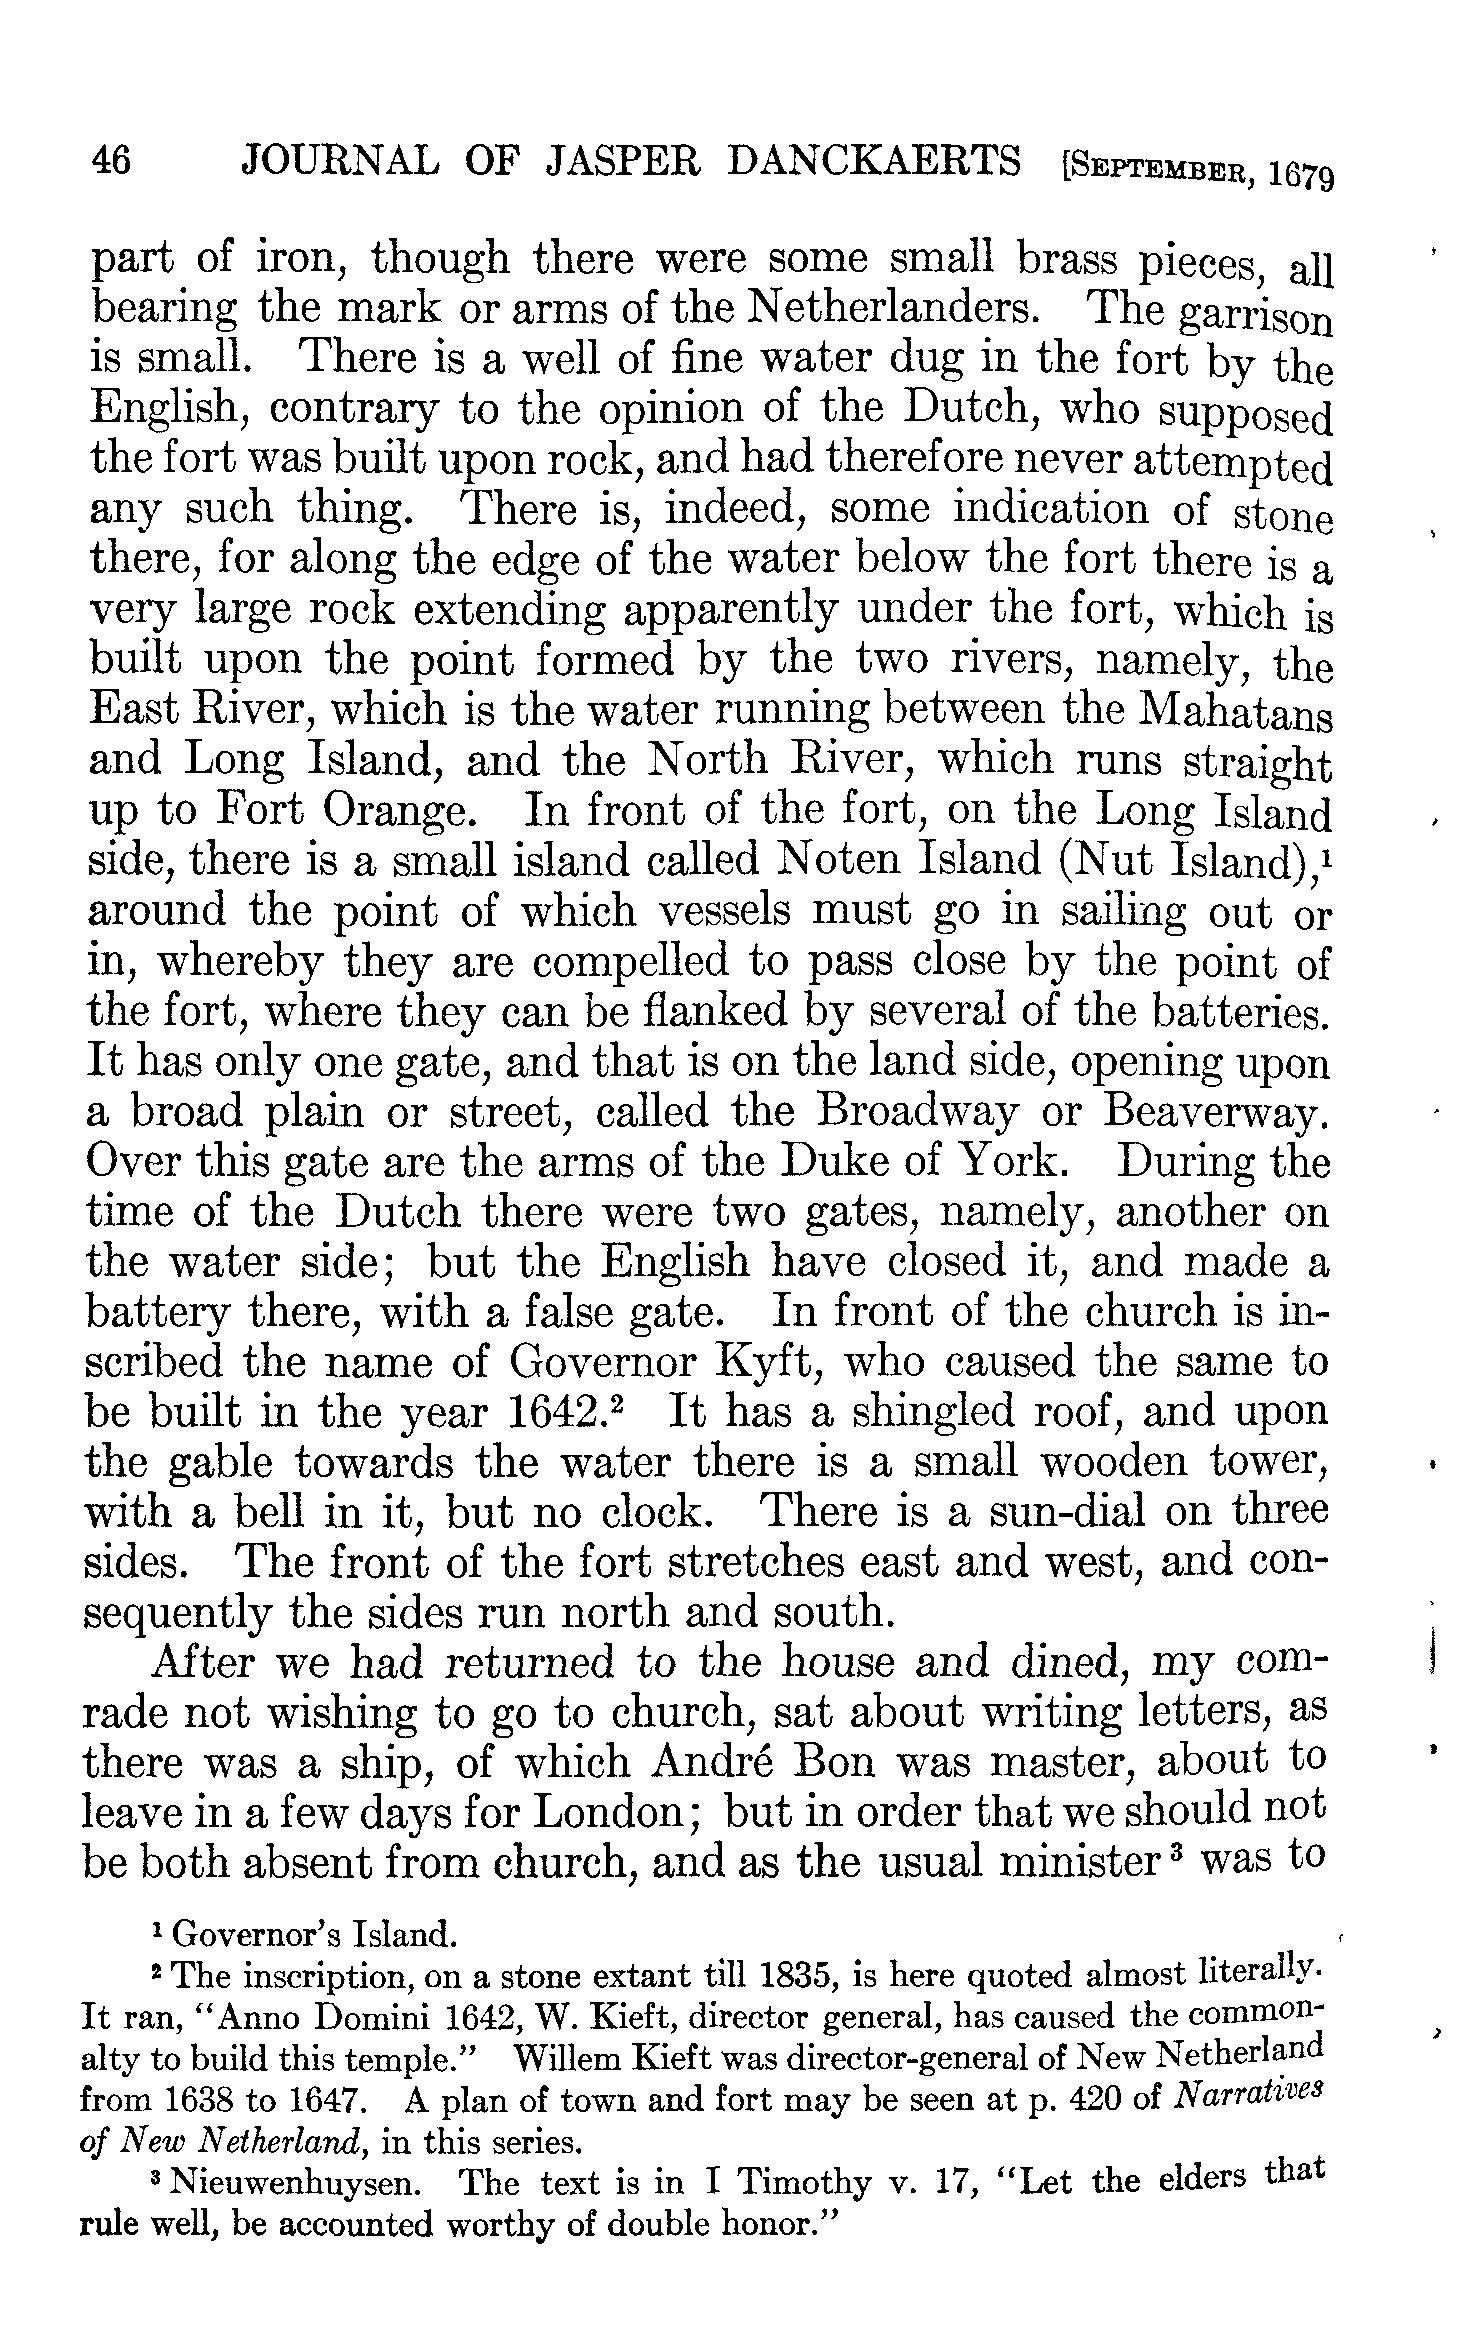 46 JOURNAL OF JASPER DANCKAERTS [SEPTEMBER, 1679
part of iron, though there were some small brass pieces, all
bearing the mark or arms of the Netherlanders. The garrison
is small. There is a well of fine water dug in the fort by the
English, contrary to the opinion of the Dutch, who supposed
the fort was built upon rock, and had therefore never attempted
any such thing. There is, indeed, some indication of stone
there, for along the edge of the water below the fort there is a
very large rock extending apparently under the fort, which is
built upon the point formed by the two rivers, namely, the
East River, which is the water running between the Mahatans
and Long Island, and the North River, which runs straight
up to Fort Orange. In front of the fort, on the Long Island
side, there is a small island called Noten Island (Nut Island),¹
around the point of which vessels must go in sailing out or
in, whereby they are compelled to pass close by the point of
the fort, where they can be flanked by several of the batteries.
It has only one gate, and that is on the land side, opening upon
a broad plain or street, called the Broadway or Beaverway.
Over this gate are the arms of the Duke of York. During the
time of the Dutch there were two gates, namely, another on
the water side; but the English have closed it, and made a
battery there, with a false gate. In front of the church is in-
scribed the name of Governor Kyft, who caused the same to
be built in the year 1642.² It has a shingled roof, and upon
the gable towards the water there is a small wooden tower,
with a bell in it, but no clock. There is a sun-dial on three
sides. The front of the fort stretches east and west, and con-
sequently the sides run north and south.
After we had returned to the house and dined, my com-
rade not wishing to go to church, sat about writing letters, as
there was a ship, of which André Bon was master, about to
leave in a few days for London; but in order that we should not
be both absent from church, and as the usual minister³ was to
¹ Governor's Island.
² The inscription, on a stone extant till 1835, is here quoted almost literally.
It ran, "Anno Domini 1642, W. Kieft, director general, has caused the common-
alty to build this temple." Willem Kieft was director-general of New Netherland
from 1638 to 1647. A plan of town and fort may be seen at p. 420 of Narratives
of New Netherland, in this series.
³ Nieuwenhuysen. The text is in I Timothy v. 17, "Let the elders that
rule well, be accounted worthy of double honor."